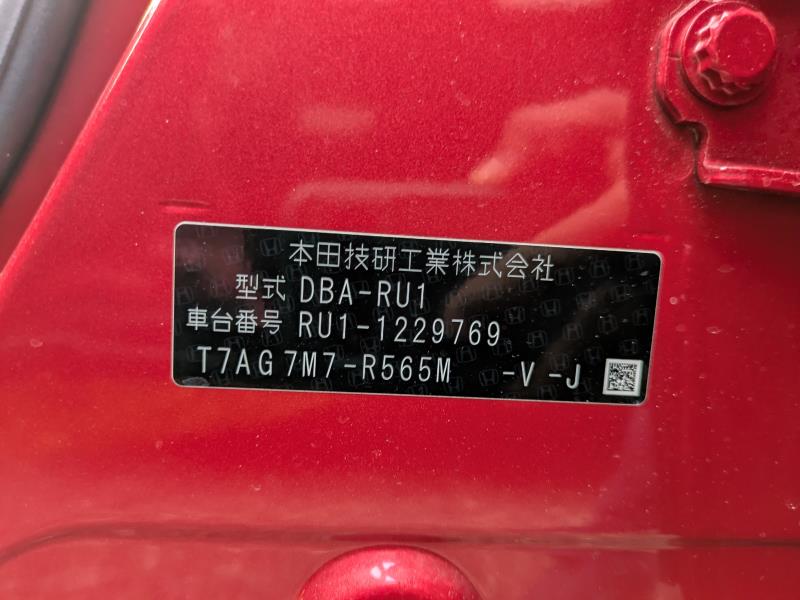 本田技研工業株式会社
型式 DBA-RU1
車台番号 RU1-1229769
T7AG 7M7-R565M -V -J